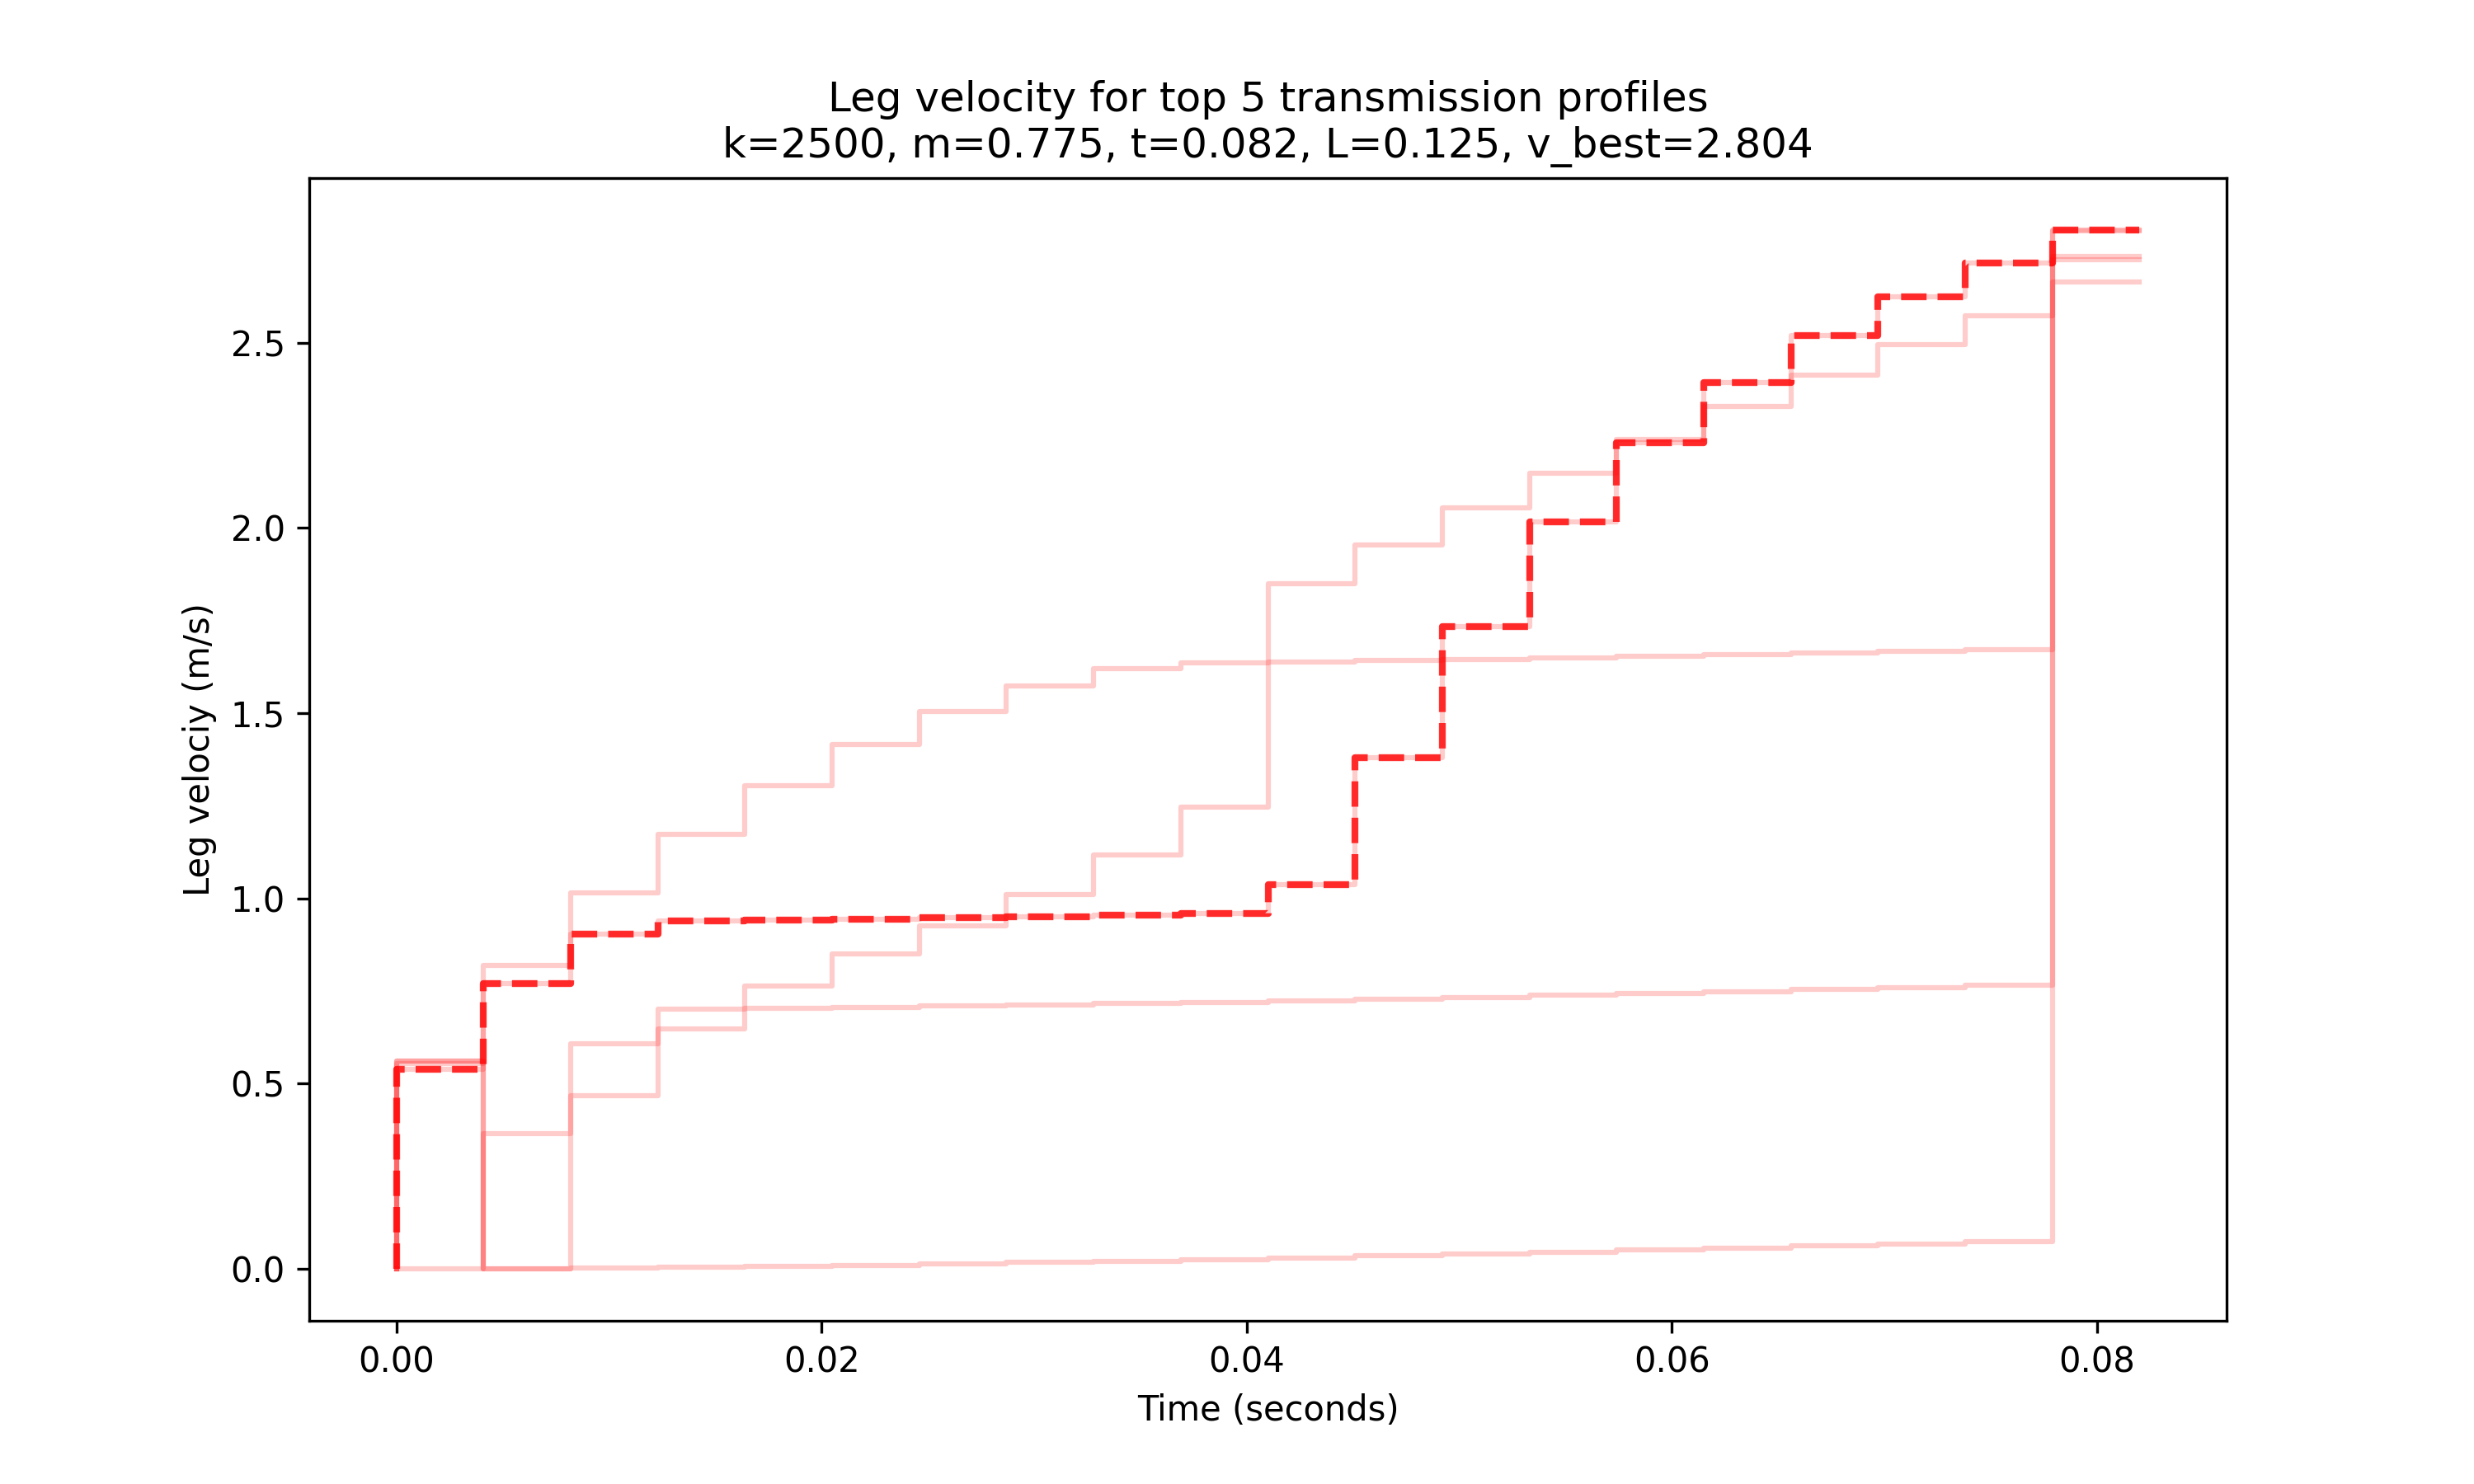 Leg velocity for top 5 transmission profiles
k=2500, m=0.775, t=0.082, L=0.125, v_best=2.804
Leg velociy (m/s)
2.5
2.0
1.5
1.0
0.5
0.0
0.00 0.02 0.04 0.06 0.08
Time (seconds)